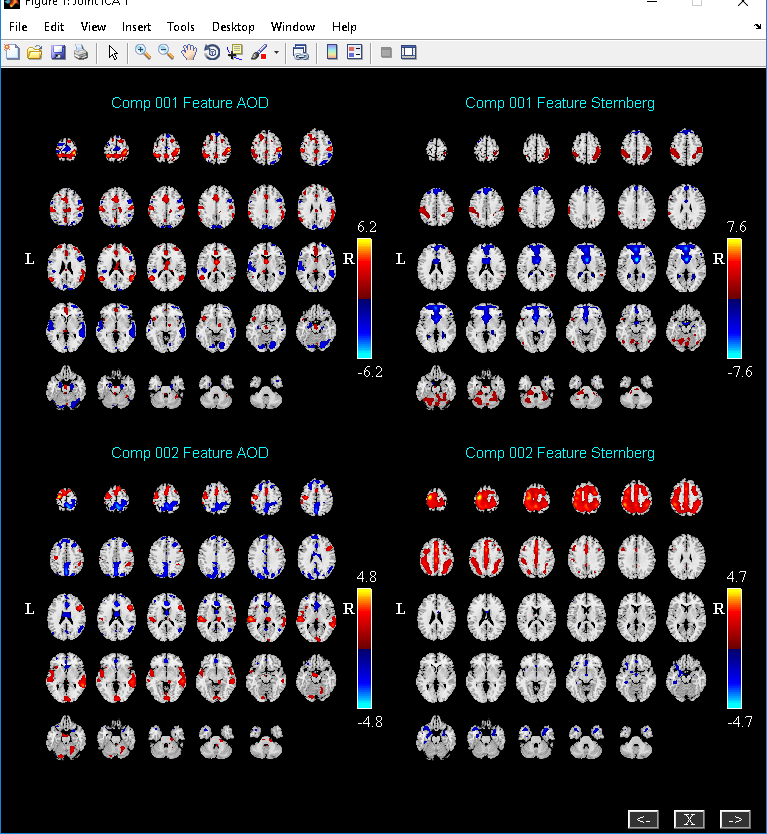 Figure 1: Joint ICA 1
File Edit View Insert Tools Desktop Window Help
Comp 001 Feature AOD
Comp 001 Feature Sternberg
L
R
6.2
-6.2
L
R
7.6
-7.6
Comp 002 Feature AOD
Comp 002 Feature Sternberg
L
R
4.8
-4.8
L
R
4.7
-4.7
<- X ->